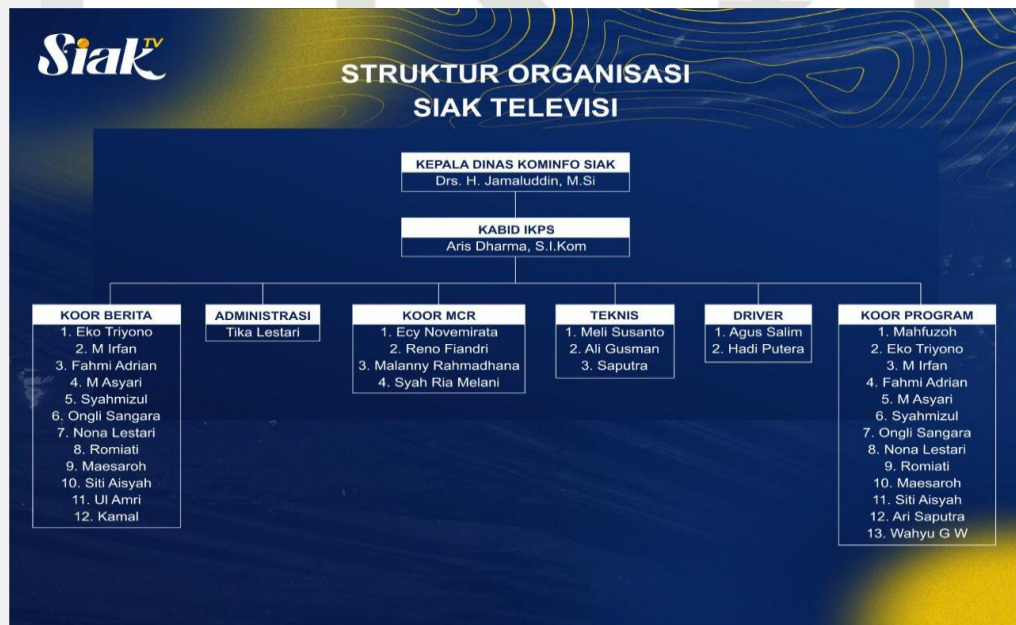 Siak TV
STRUKTUR ORGANISASI
SIAK TELEVISI
KEPALA DINAS KOMINFO SIAK
Drs. H. Jamaluddin, M.Si
KABID IKPS
Aris Dharma, S.I.Kom
KOOR BERITA
1. Eko Triyono
2. M Irfan
3. Fahmi Adrian
4. M Asyari
5. Syahmizul
6. Ongli Sangara
7. Nona Lestari
8. Romiati
9. Maesaroh
10. Siti Aisyah
11. Ul Amri
12. Kamal
ADMINISTRASI
Tika Lestari
KOOR MCR
1. Ecy Novemirata
2. Reno Fiandri
3. Malanny Rahmadhana
4. Syah Ria Melani
TEKNIS
1. Meli Susanto
2. Ali Gusman
3. Saputra
DRIVER
1. Agus Salim
2. Hadi Putera
KOOR PROGRAM
1. Mahfuzoh
2. Eko Triyono
3. M Irfan
4. Fahmi Adrian
5. M Asyari
6. Syahmizul
7. Ongli Sangara
8. Nona Lestari
9. Romiati
10. Maesaroh
11. Siti Aisyah
12. Ari Saputra
13. Wahyu G W